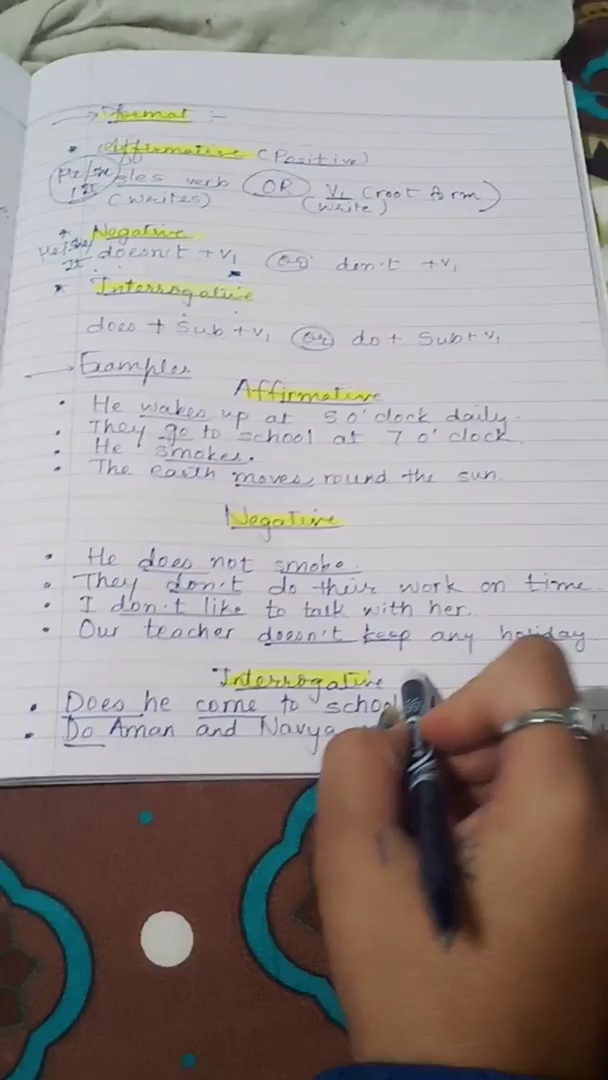 → Format :-
• Affirmative (Positive)
He/she/it s/es verb OR V1 (root form)
(writes) (write)
* Negative
He/she/it doesn't + V1 OR don't + V1
* Interrogative
does + Sub + V1 OR do + Sub + V1
→ Examples
Affirmative
• He wakes up at 5 o'clock daily.
• They go to school at 7 o'clock.
• He smokes.
• The earth moves round the sun.
Negative
• He does not smoke.
• They don't do their work on time.
• I don't like to talk with her.
• Our teacher doesn't keep any holiday
Interrogative
• Does he come to school
• Do Aman and Navya